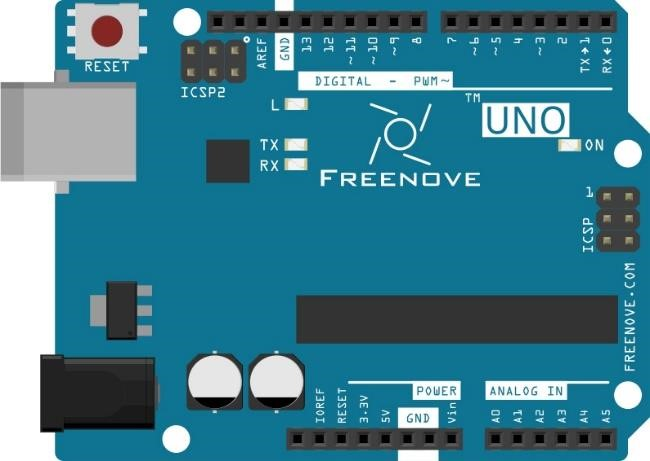 RESET
ICSP2
AREF
GND
13
12
~11
~10
~9
8
7
~6
~5
4
~3
2
TX→1
RX←0
DIGITAL - PWM~
L
TX
RX
™
UNO
ON
FREENOVE
1
ICSP
FREENOVE.COM
POWER
ANALOG IN
IOREF
RESET
3.3V
5V
GND
Vin
A0
A1
A2
A3
A4
A5